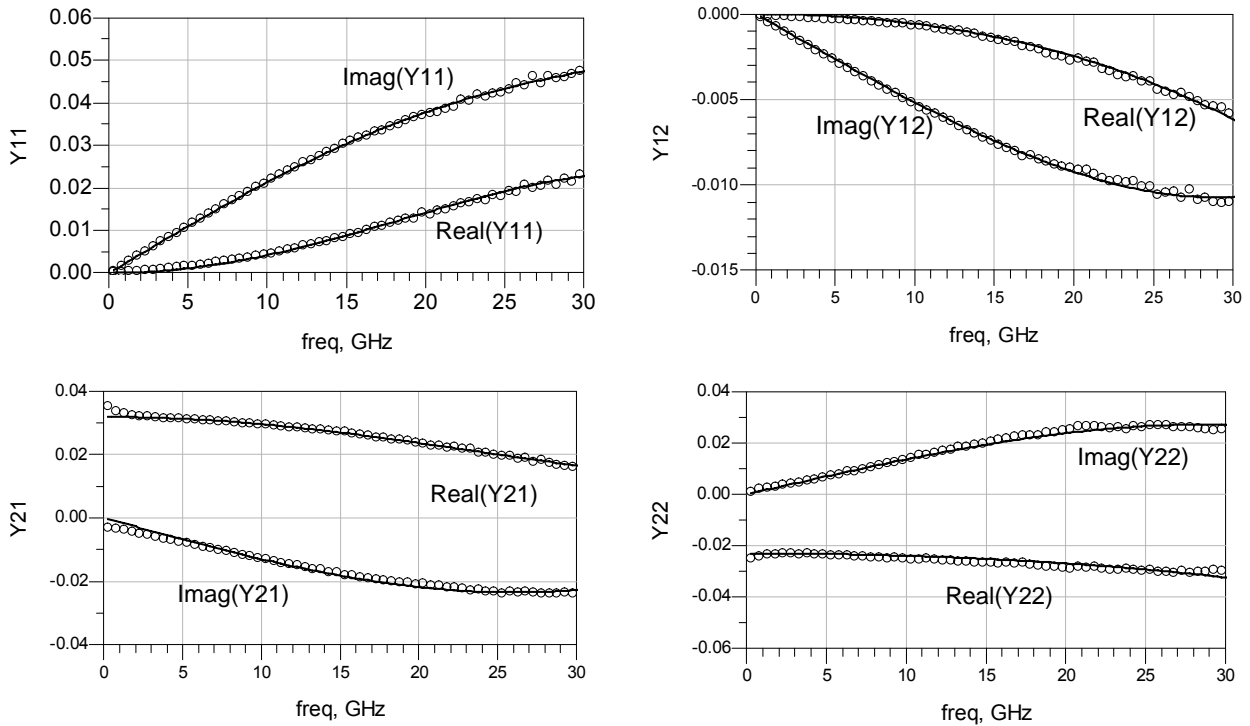 0.06
0.05
0.04
0.03
0.02
0.01
0.00
Y11
Imag(Y11)
Real(Y11)
0 5 10 15 20 25 30
freq, GHz
0.000
-0.005
-0.010
-0.015
Y12
Real(Y12)
Imag(Y12)
0 5 10 15 20 25 30
freq, GHz
0.04
0.02
0.00
-0.02
-0.04
Y21
Real(Y21)
Imag(Y21)
0 5 10 15 20 25 30
freq, GHz
0.04
0.02
0.00
-0.02
-0.04
-0.06
Y22
Imag(Y22)
Real(Y22)
0 5 10 15 20 25 30
freq, GHz